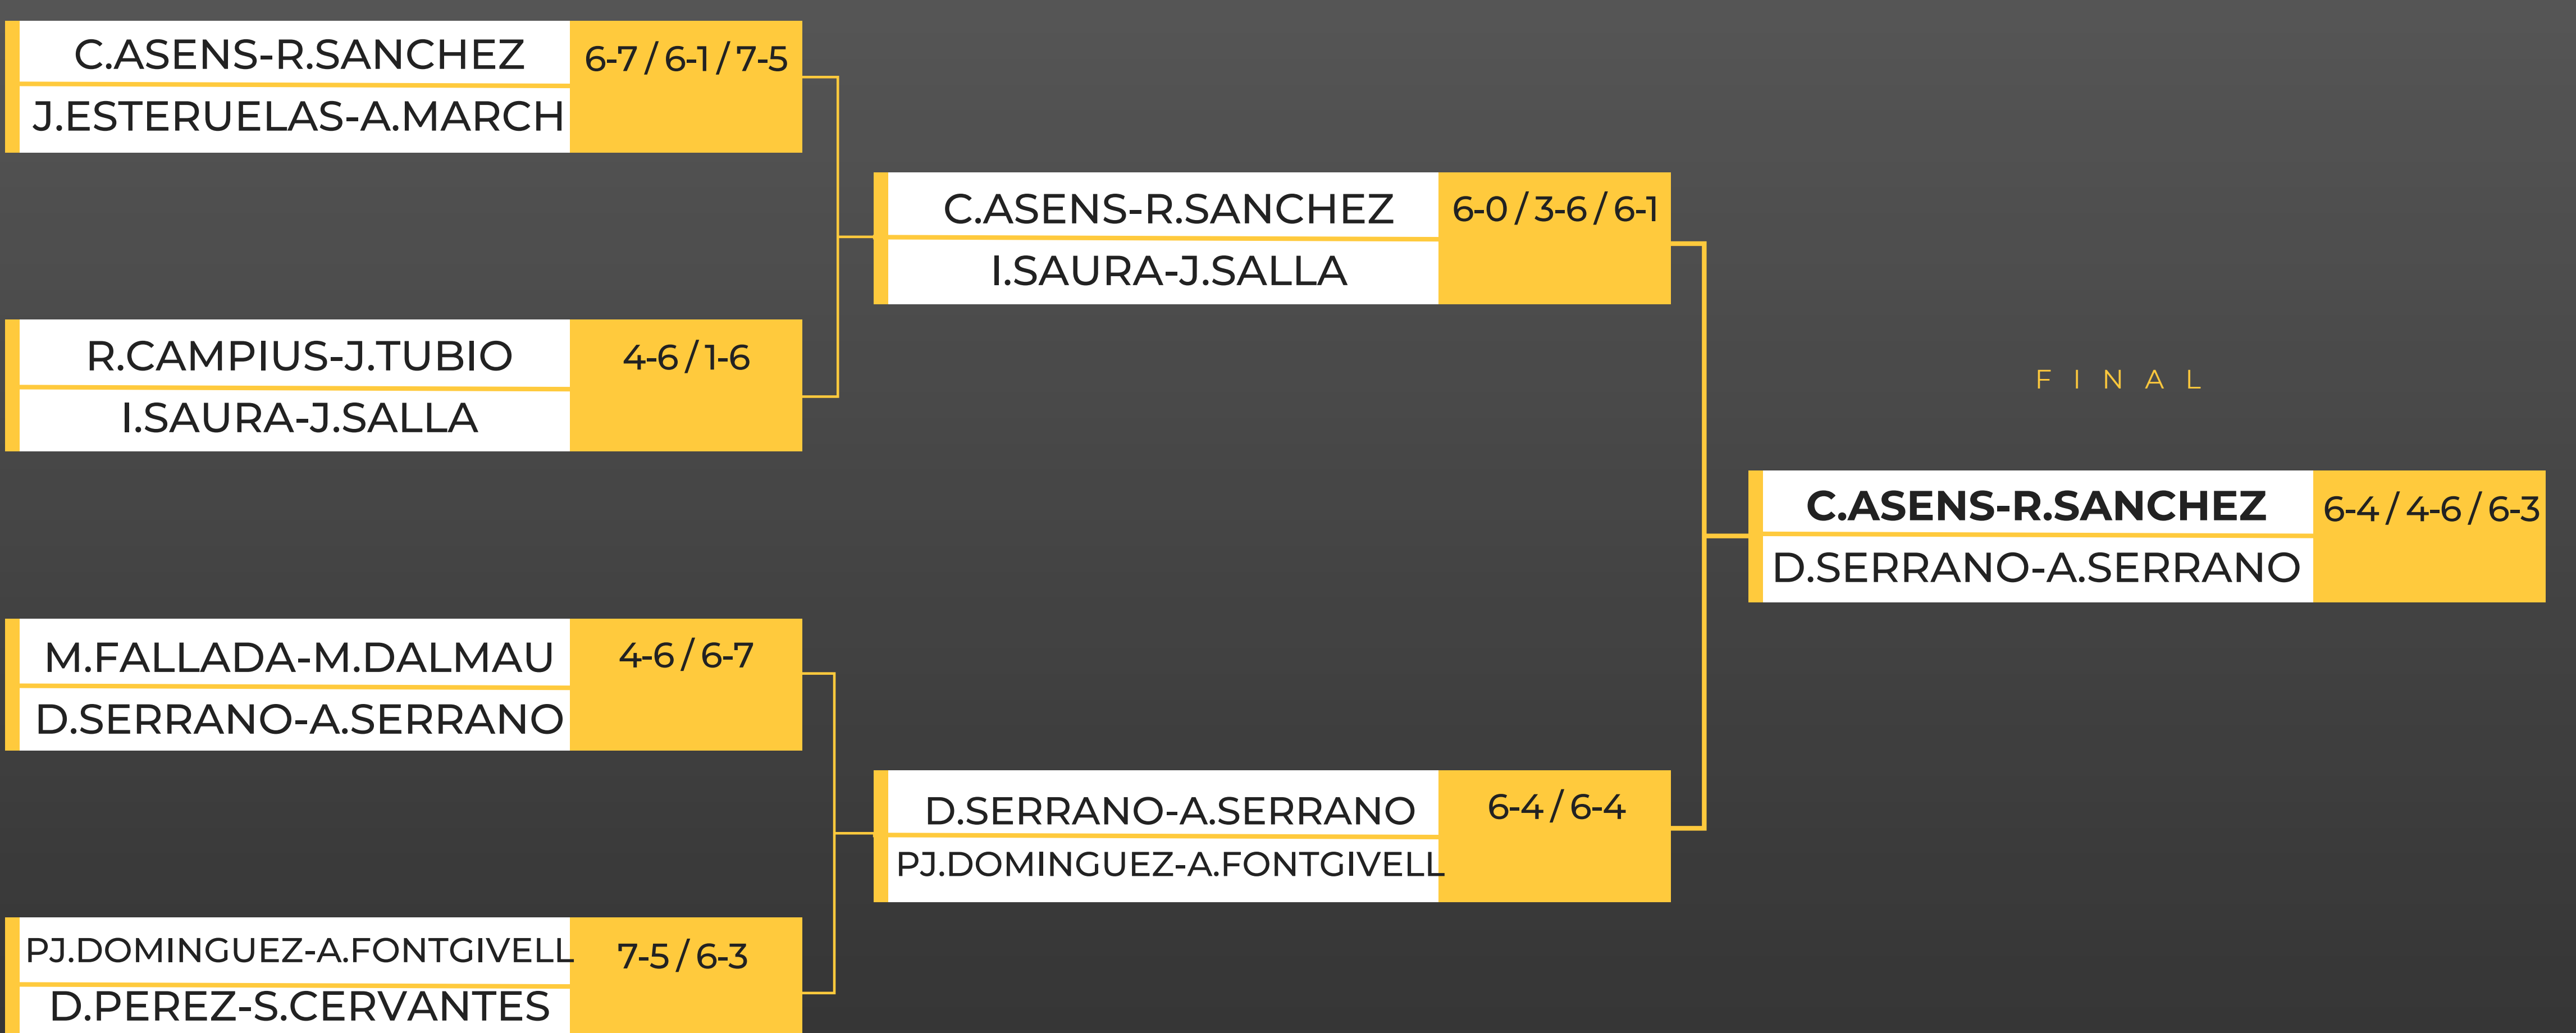 C.ASENS-R.SANCHEZ
6-7 / 6-1 / 7-5
J.ESTERUELAS-A.MARCH
R.CAMPIUS-J.TUBIO
4-6 / 1-6
I.SAURA-J.SALLA
M.FALLADA-M.DALMAU
4-6 / 6-7
D.SERRANO-A.SERRANO
PJ.DOMINGUEZ-A.FONTGIVELL
7-5 / 6-3
D.PEREZ-S.CERVANTES
C.ASENS-R.SANCHEZ
6-0 / 3-6 / 6-1
I.SAURA-J.SALLA
D.SERRANO-A.SERRANO
6-4 / 6-4
PJ.DOMINGUEZ-A.FONTGIVELL
FINAL
C.ASENS-R.SANCHEZ
6-4 / 4-6 / 6-3
D.SERRANO-A.SERRANO